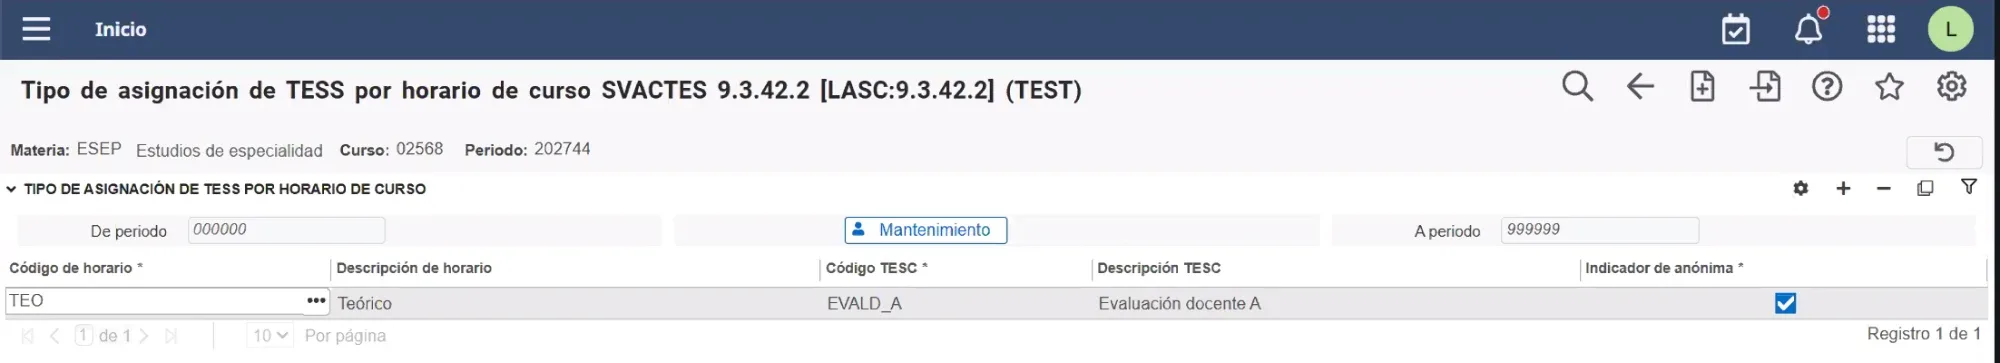 Inicio
L
Tipo de asignación de TESS por horario de curso SVACTES 9.3.42.2 [LASC:9.3.42.2] (TEST)
Materia: ESEP Estudios de especialidad Curso: 02568 Periodo: 202744
TIPO DE ASIGNACIÓN DE TESS POR HORARIO DE CURSO
De periodo 000000 Mantenimiento A periodo 999999
Código de horario * Descripción de horario Código TESC * Descripción TESC Indicador de anónima *
TEO ••• Teórico EVALD_A Evaluación docente A
1 de 1 10 Por página Registro 1 de 1